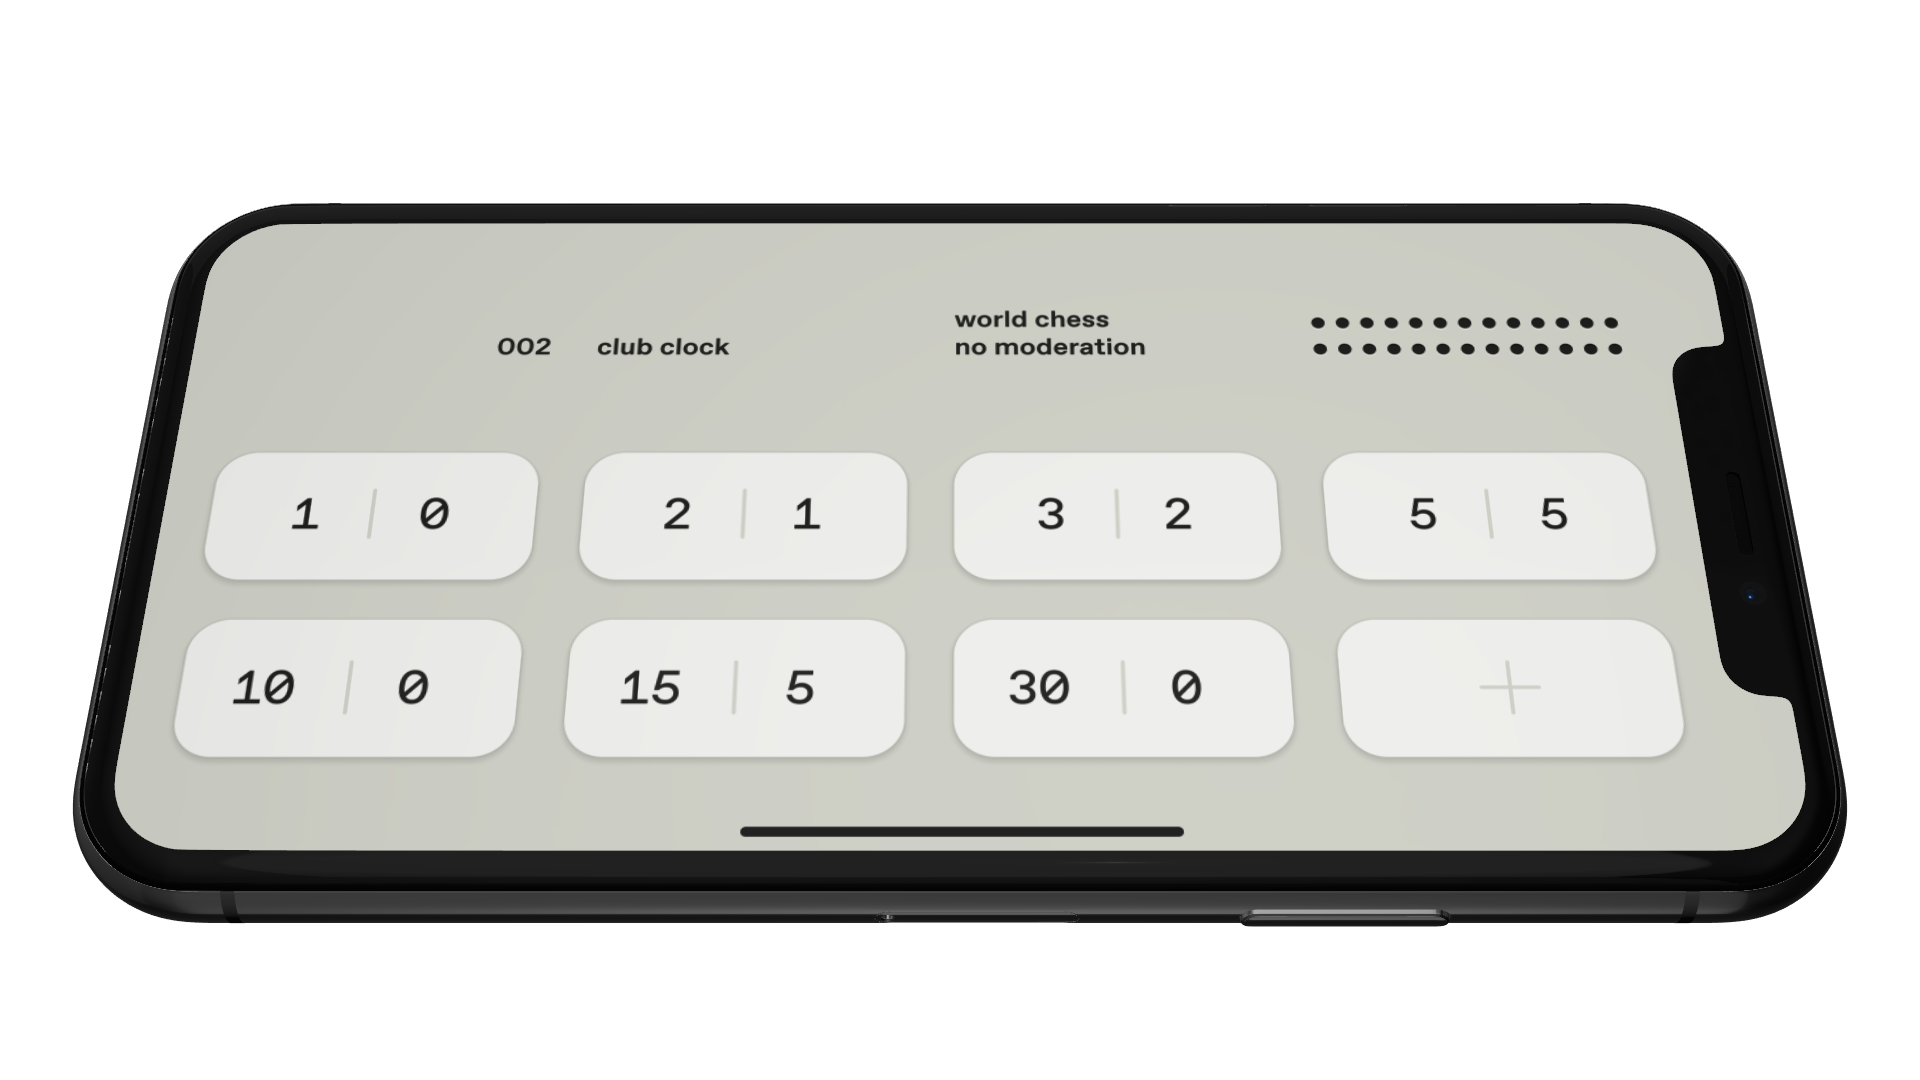 world chess
002 club clock
no moderation
1 | 0
2 | 1
3 | 2
5 | 5
10 | 0
15 | 5
30 | 0
+